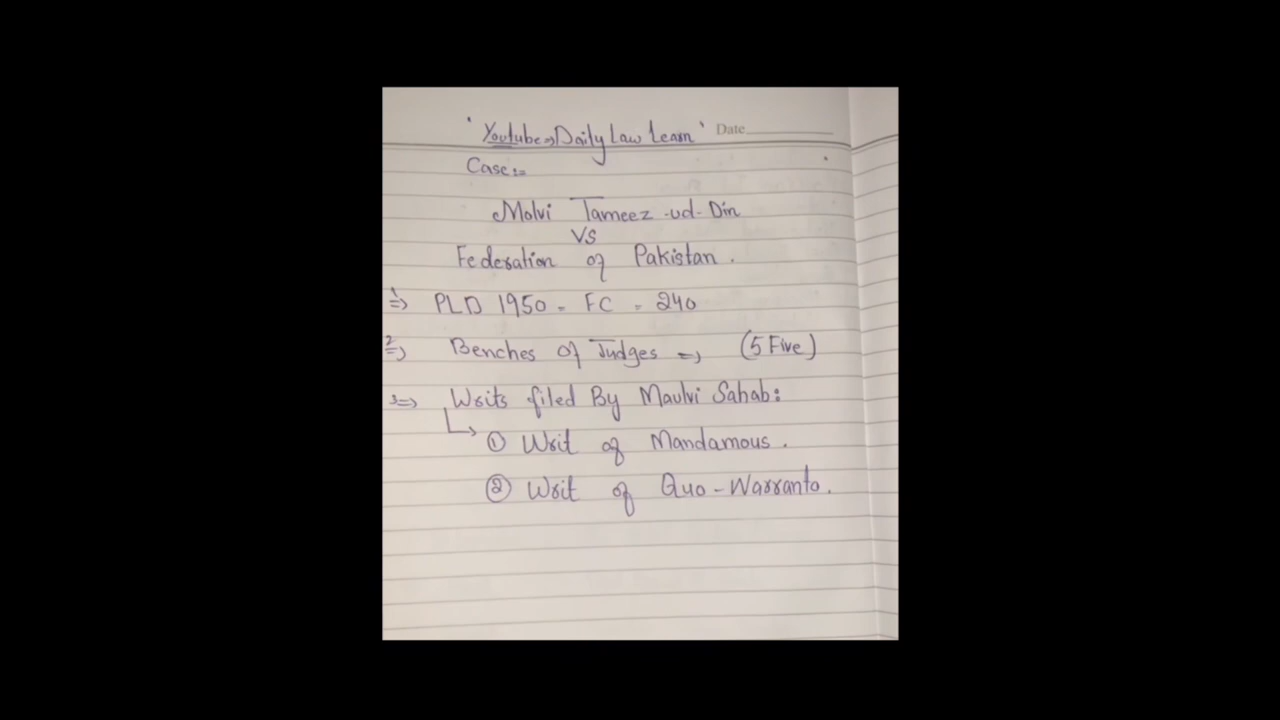 'Youtube⇒Daily Law Learn' Date
Case:-
Molvi Tameez-ud-Din
VS
Federation of Pakistan.
1⇒ PLD 1950 - FC - 240
2⇒ Benches of Judges ⇒ (5 Five)
3⇒ Writs filed By Maulvi Sahab:
① Writ of Mandamous.
② Writ of Quo-Warranto.